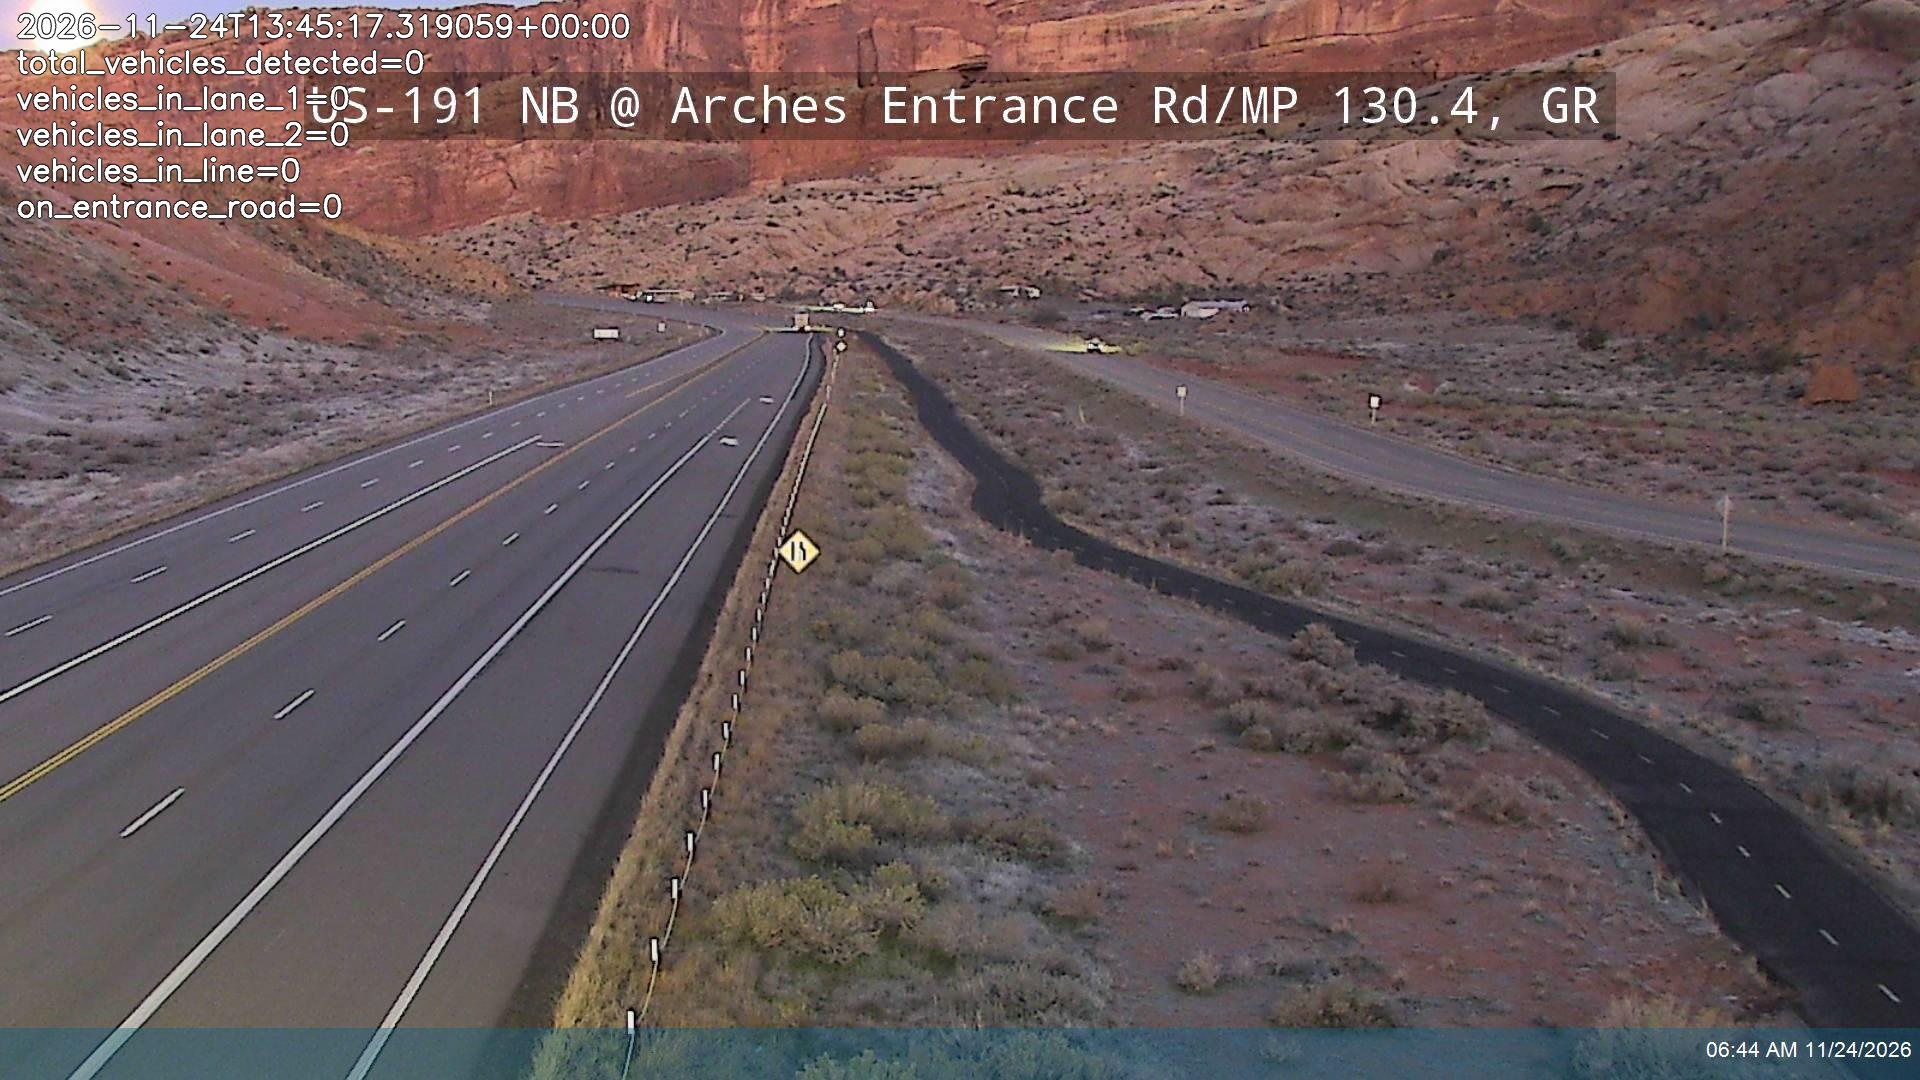 2026-11-24T13:45:17.319059+00:00
total_vehicles_detected=0
vehicles_in_lane_1=0
US-191 NB @ Arches Entrance Rd/MP 130.4, GR
vehicles_in_lane_2=0
vehicles_in_line=0
on_entrance_road=0
06:44 AM 11/24/2026